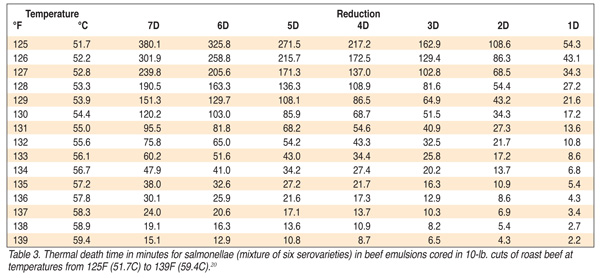 Temperature Reduction
°F °C 7D 6D 5D 4D 3D 2D 1D
125 51.7 380.1 325.8 271.5 217.2 162.9 108.6 54.3
126 52.2 301.9 258.8 215.7 172.5 129.4 86.3 43.1
127 52.8 239.8 205.6 171.3 137.0 102.8 68.5 34.3
128 53.3 190.5 163.3 136.3 108.9 81.6 54.4 27.2
129 53.9 151.3 129.7 108.1 86.5 64.9 43.2 21.6
130 54.4 120.2 103.0 85.9 68.7 51.5 34.3 17.2
131 55.0 95.5 81.8 68.2 54.6 40.9 27.3 13.6
132 55.6 75.8 65.0 54.2 43.3 32.5 21.7 10.8
133 56.1 60.2 51.6 43.0 34.4 25.8 17.2 8.6
134 56.7 47.9 41.0 34.2 27.4 20.2 13.7 6.8
135 57.2 38.0 32.6 27.2 21.7 16.3 10.9 5.4
136 57.8 30.1 25.9 21.6 17.3 12.9 8.6 4.3
137 58.3 24.0 20.6 17.1 13.7 10.3 6.9 3.4
138 58.9 19.1 16.3 13.6 10.9 8.2 5.4 2.7
139 59.4 15.1 12.9 10.8 8.7 6.5 4.3 2.2
Table 3. Thermal death time in minutes for salmonellae (mixture of six serovarieties) in beef emulsions cored in 10-lb. cuts of roast beef at
temperatures from 125F (51.7C) to 139F (59.4C).20